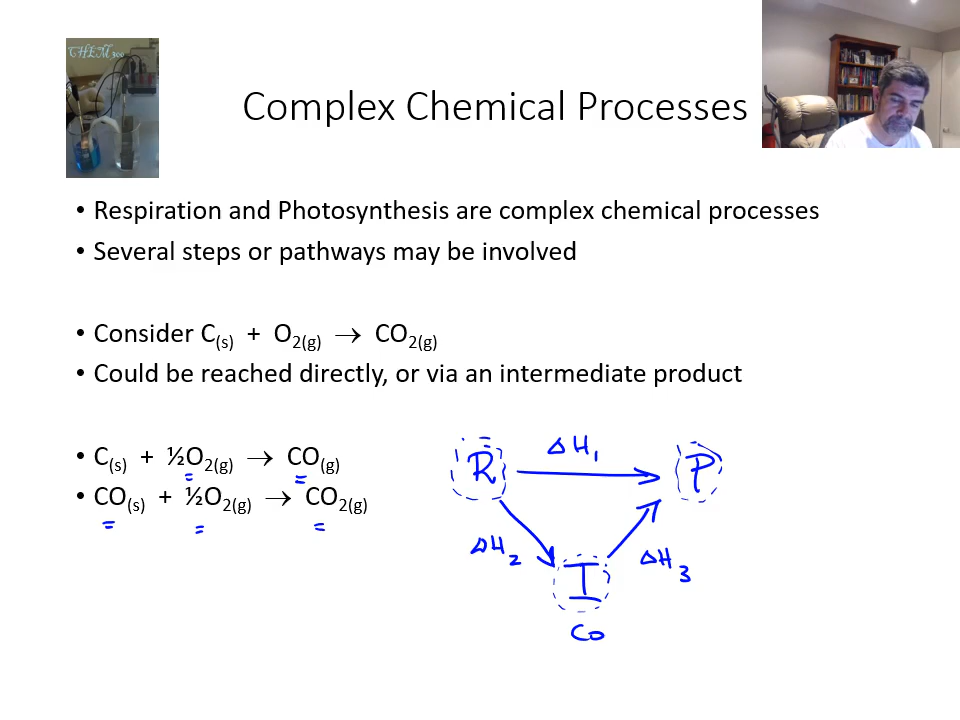 CHEM 300
Complex Chemical Processes
• Respiration and Photosynthesis are complex chemical processes
• Several steps or pathways may be involved
• Consider C(s) + O2(g) → CO2(g)
• Could be reached directly, or via an intermediate product
• C(s) + ½O2(g) → CO(g)
• CO(s) + ½O2(g) → CO2(g)
ΔH1
R P
ΔH2 ΔH3
I
CO